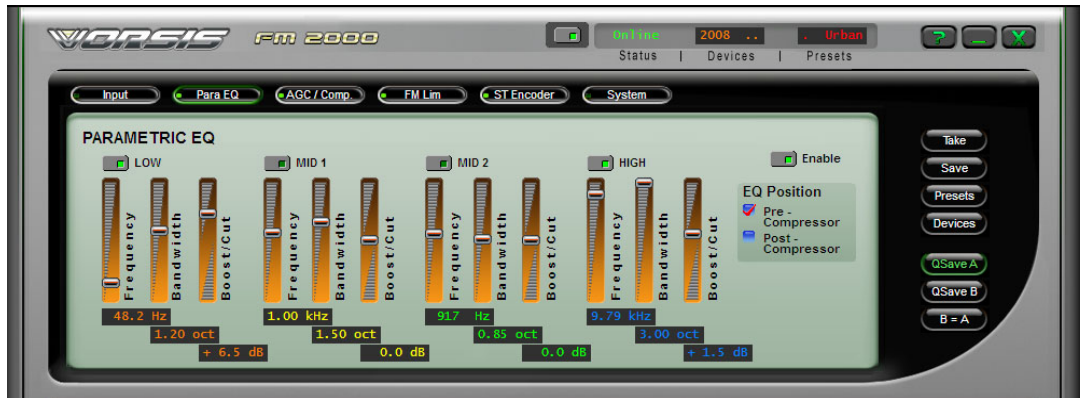 VORSIS FM 2000
Online 2008 .. . Urban
Status | Devices | Presets
? _ X
Input Para EQ AGC / Comp. FM Lim ST Encoder System
PARAMETRIC EQ
LOW MID 1 MID 2 HIGH Enable
Frequency Bandwidth Boost/Cut Frequency Bandwidth Boost/Cut Frequency Bandwidth Boost/Cut Frequency Bandwidth Boost/Cut
48.2 Hz 1.00 kHz 917 Hz 9.79 kHz
1.20 oct 1.50 oct 0.85 oct 3.00 oct
+ 6.5 dB 0.0 dB 0.0 dB + 1.5 dB
EQ Position
Pre -
Compressor
Post -
Compressor
Take
Save
Presets
Devices
QSave A
QSave B
B = A